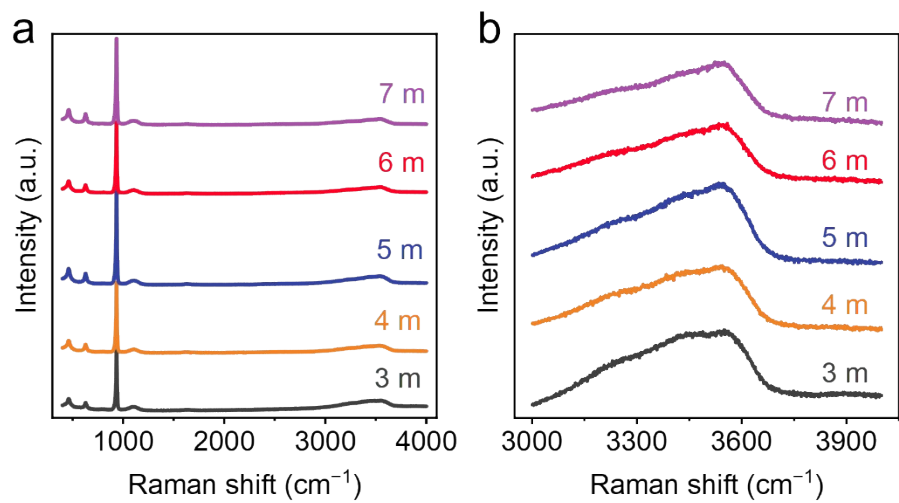 a
7 m
6 m
5 m
4 m
3 m
Intensity (a.u.)
1000 2000 3000 4000
Raman shift (cm⁻¹)
b
7 m
6 m
5 m
4 m
3 m
Intensity (a.u.)
3000 3300 3600 3900
Raman shift (cm⁻¹)